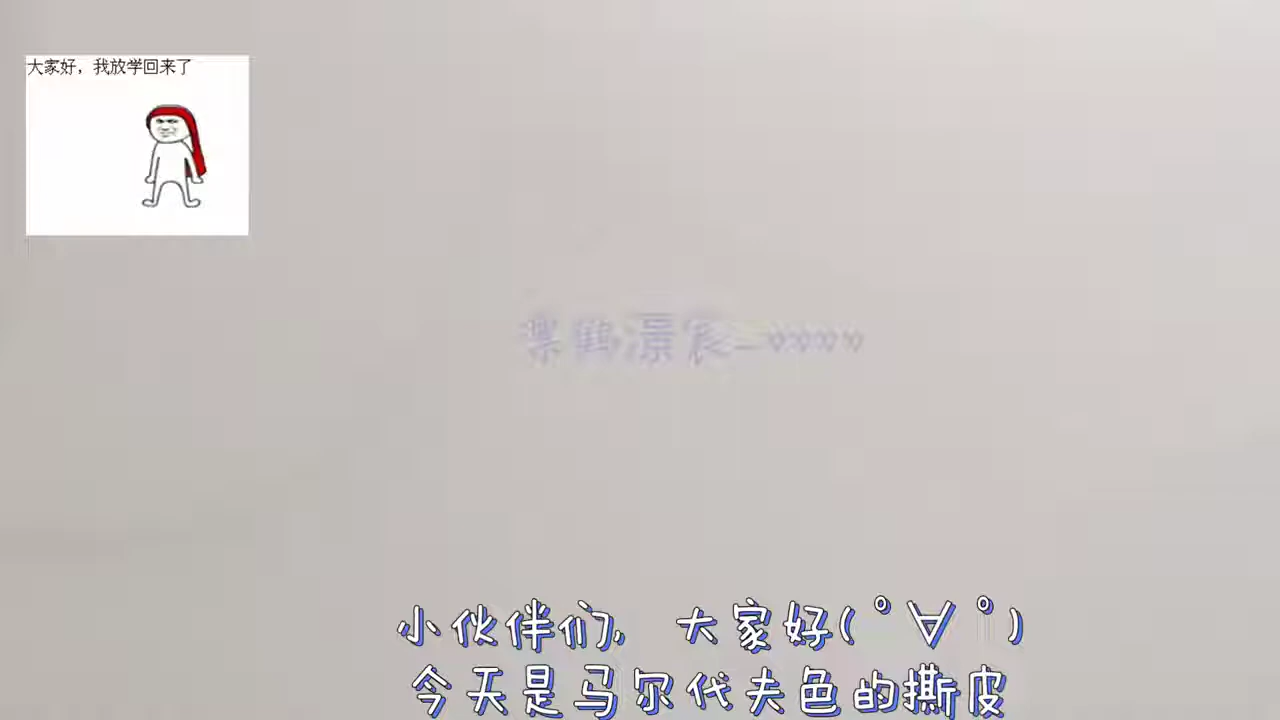 大家好，我放学回来了
小伙伴们，大家好(ﾟ∀ﾟ)
今天是马尔代夫色的撕皮